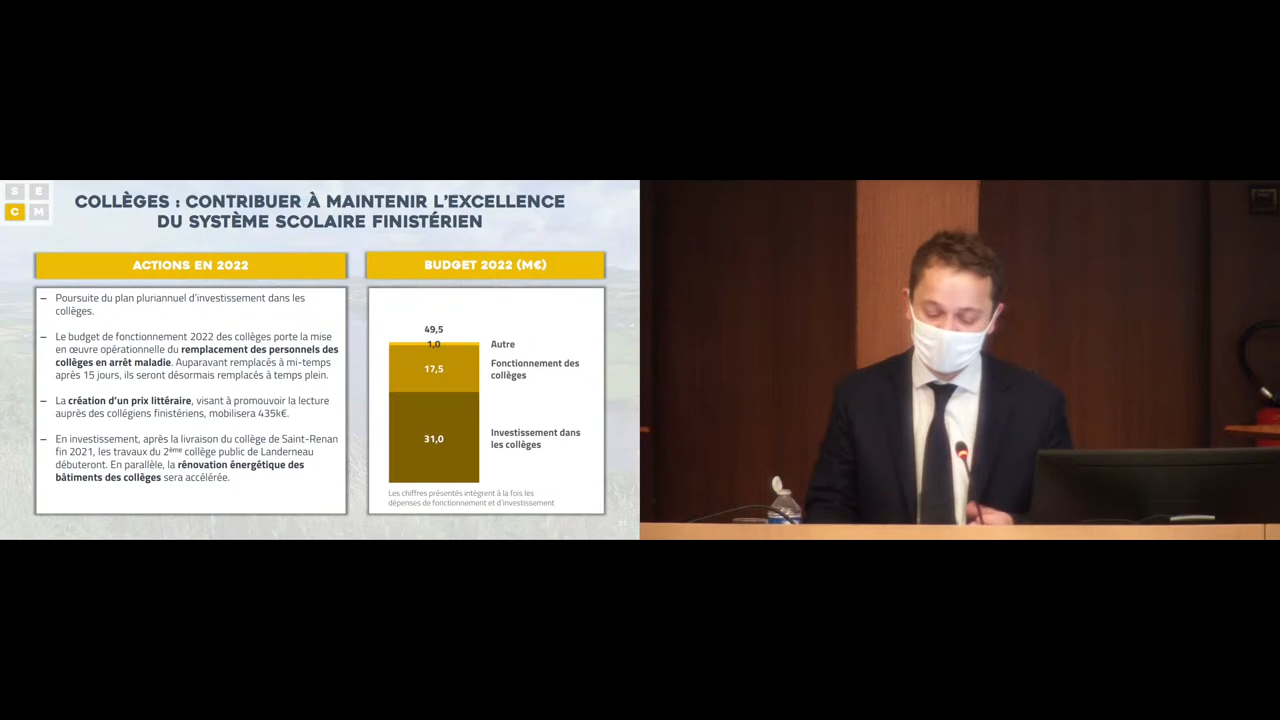 S E
C M
COLLÈGES : CONTRIBUER À MAINTENIR L'EXCELLENCE
DU SYSTÈME SCOLAIRE FINISTÉRIEN
ACTIONS EN 2022
– Poursuite du plan pluriannuel d'investissement dans les
collèges.
– Le budget de fonctionnement 2022 des collèges porte la mise
en œuvre opérationnelle du remplacement des personnels des
collèges en arrêt maladie. Auparavant remplacés à mi-temps
après 15 jours, ils seront désormais remplacés à temps plein.
– La création d'un prix littéraire, visant à promouvoir la lecture
auprès des collégiens finistériens, mobilisera 435k€.
– En investissement, après la livraison du collège de Saint-Renan
fin 2021, les travaux du 2ème collège public de Landerneau
débuteront. En parallèle, la rénovation énergétique des
bâtiments des collèges sera accélérée.
BUDGET 2022 (M€)
49,5
1,0 Autre
17,5 Fonctionnement des
collèges
31,0 Investissement dans
les collèges
Les chiffres présentés intègrent à la fois les
dépenses de fonctionnement et d'investissement